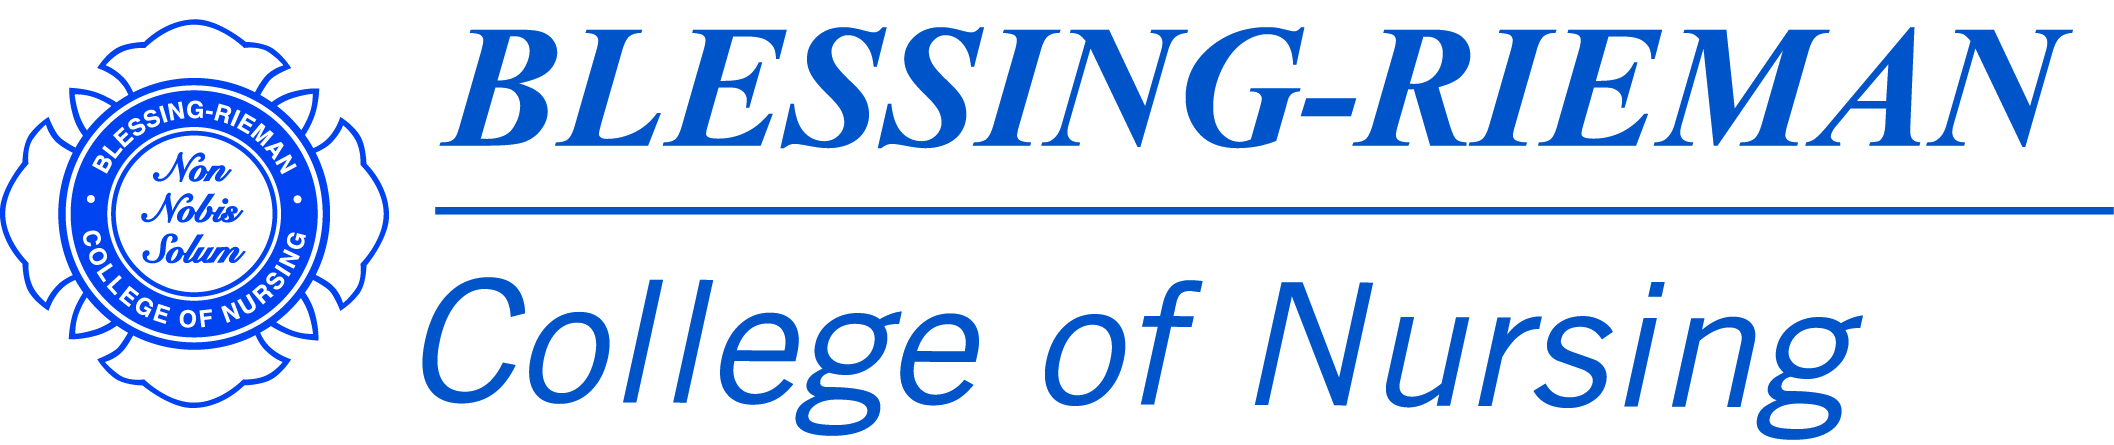 BLESSING-RIEMAN
Non
Nobis
Solum
COLLEGE OF NURSING
BLESSING-RIEMAN
College of Nursing